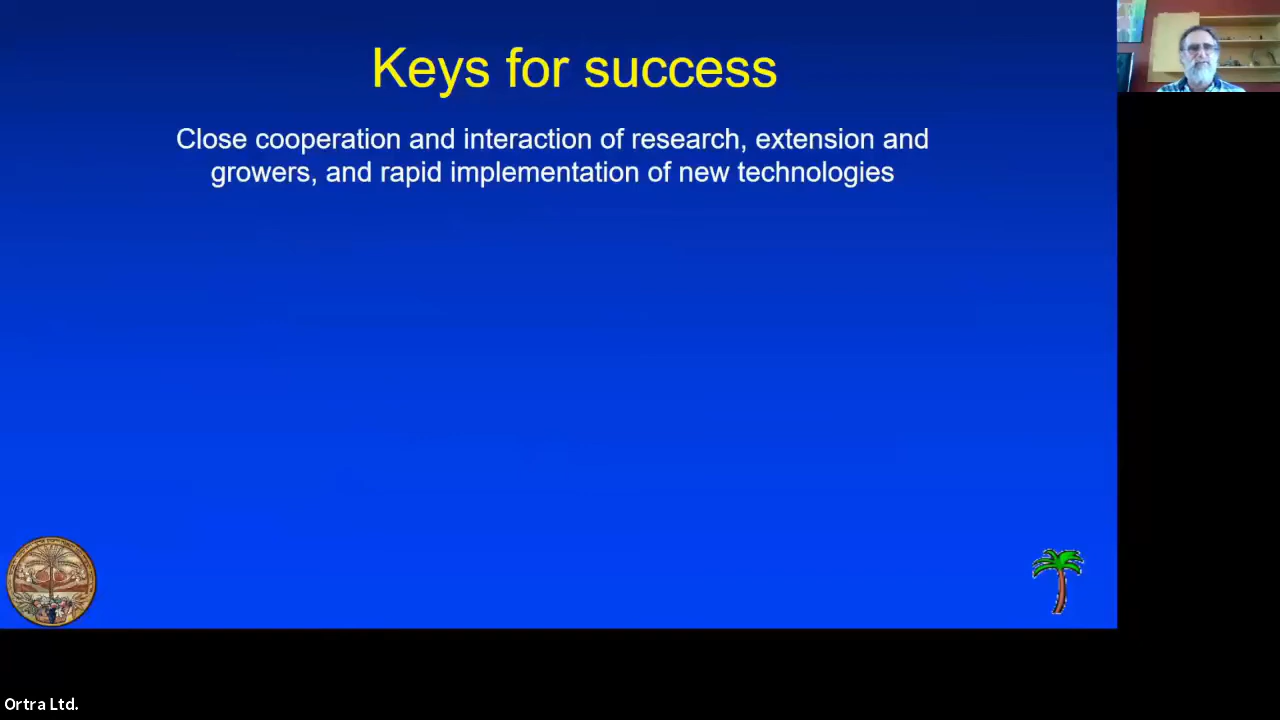 Keys for success
Close cooperation and interaction of research, extension and
growers, and rapid implementation of new technologies
Ortra Ltd.